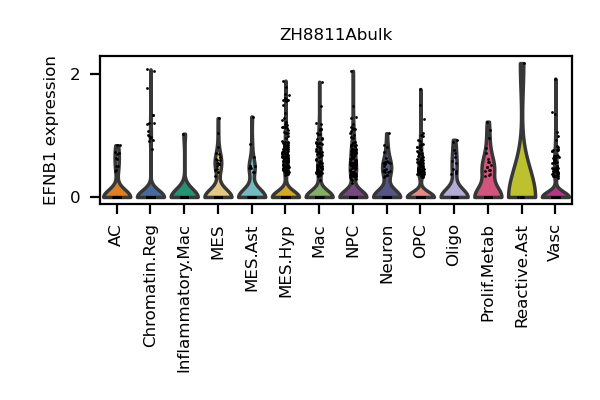 ZH8811Abulk
EFNB1 expression
2
0
AC
Chromatin.Reg
Inflammatory.Mac
MES
MES.Ast
MES.Hyp
Mac
NPC
Neuron
OPC
Oligo
Prolif.Metab
Reactive.Ast
Vasc